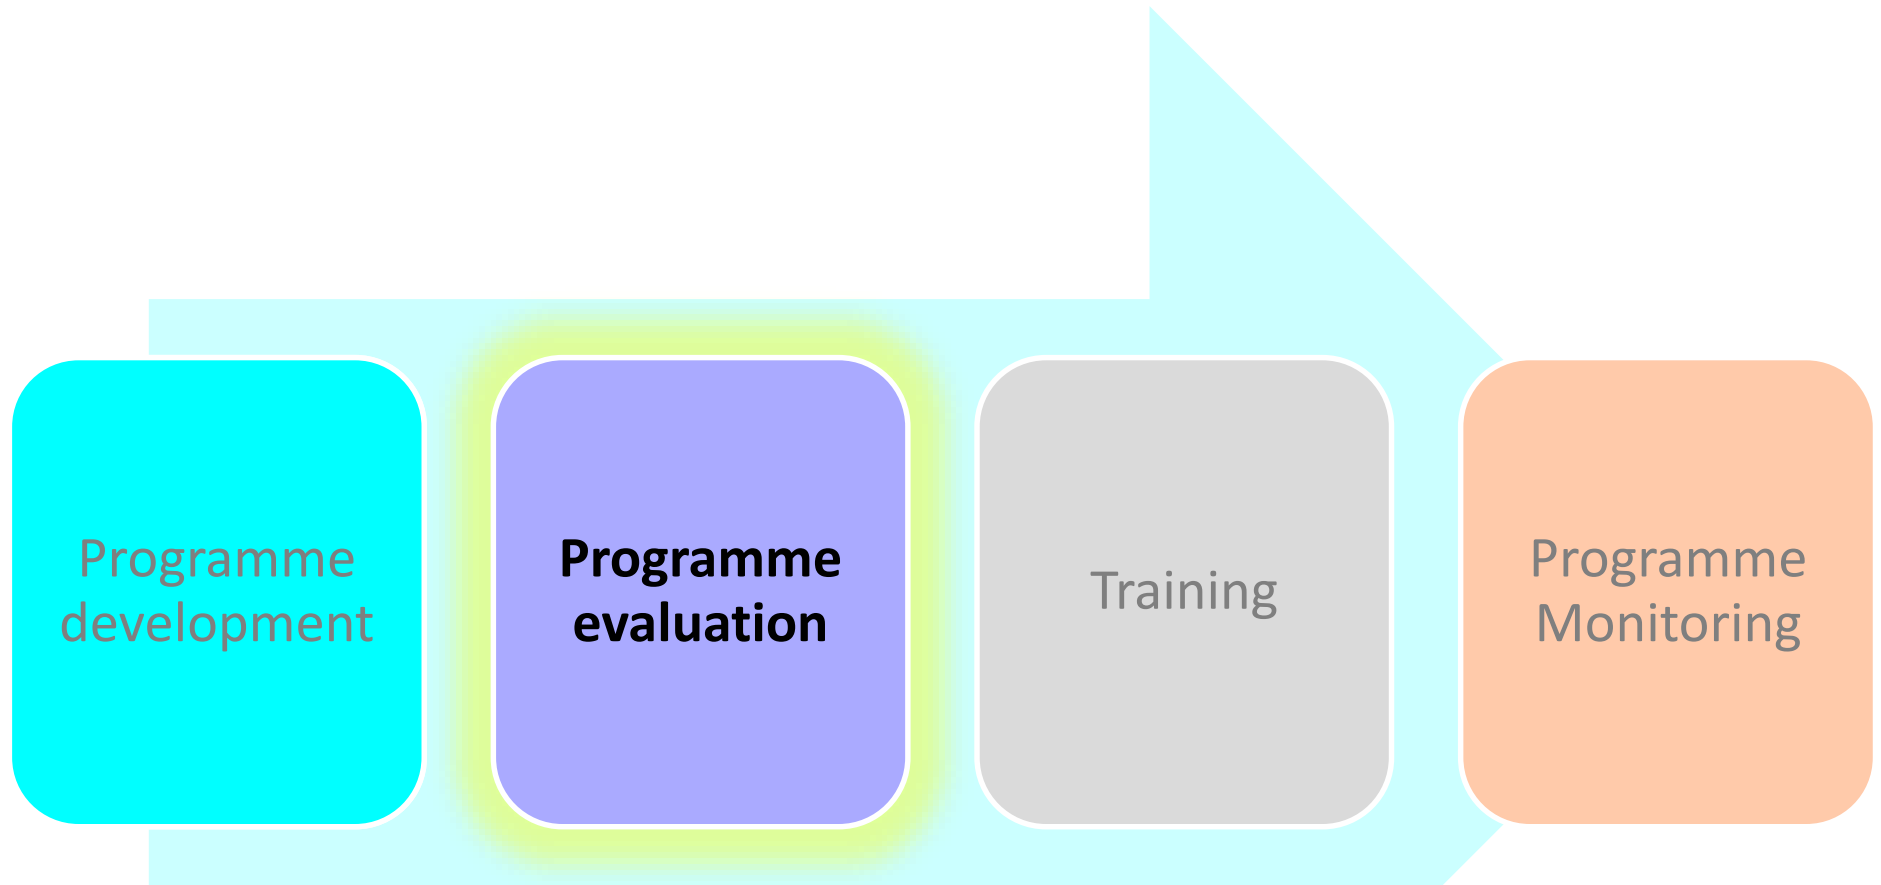 Programme
development
Programme
evaluation
Training
Programme
Monitoring